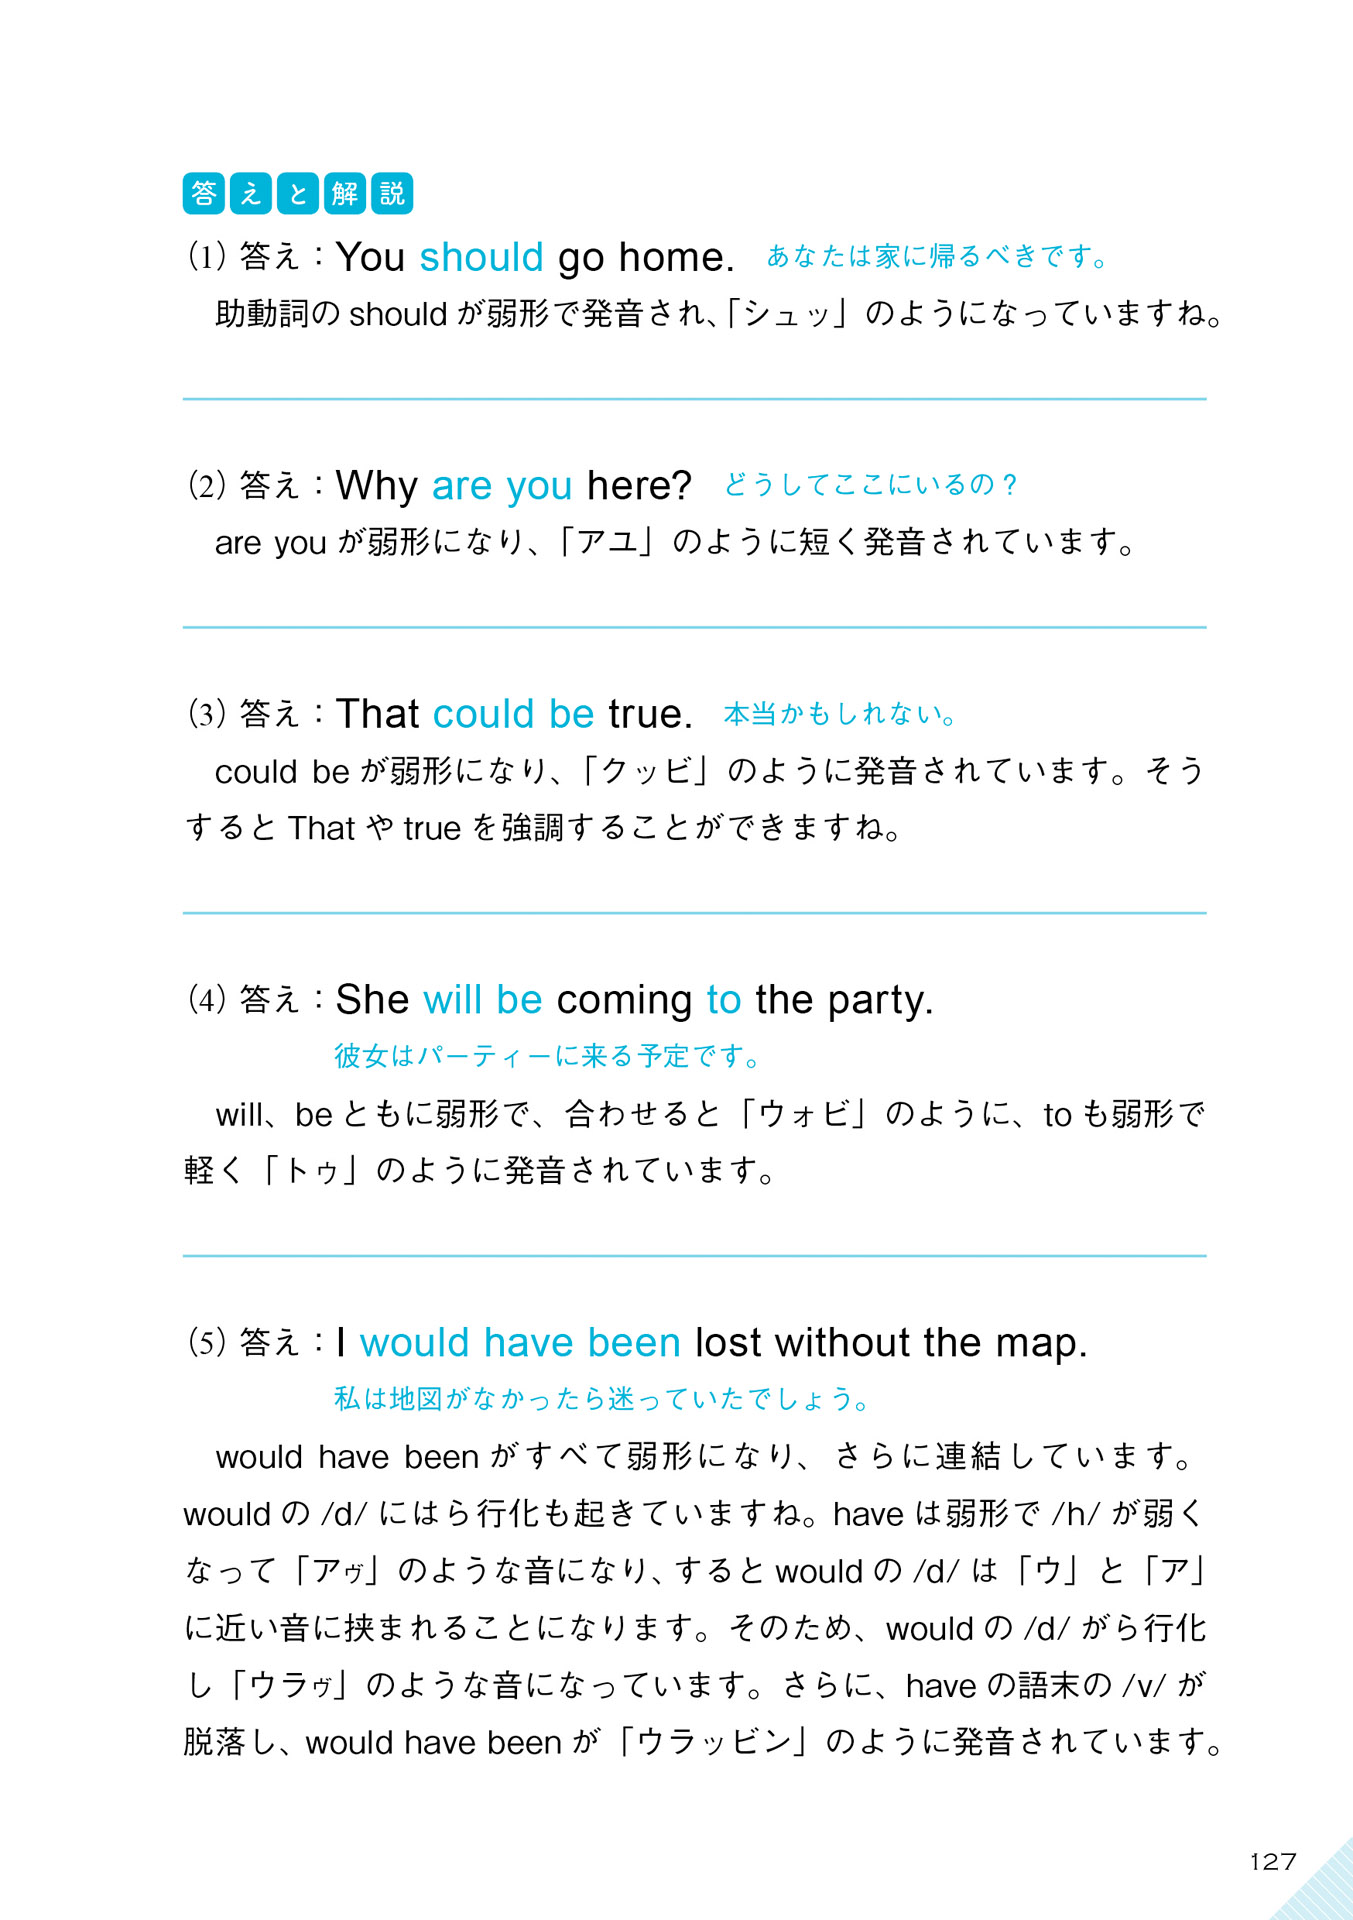 答えと解説
(1) 答え：You should go home. あなたは家に帰るべきです。
助動詞の should が弱形で発音され、「シュッ」のようになっていますね。
(2) 答え：Why are you here? どうしてここにいるの？
are you が弱形になり、「アユ」のように短く発音されています。
(3) 答え：That could be true. 本当かもしれない。
could be が弱形になり、「クッビ」のように発音されています。そう
すると That や true を強調することができますね。
(4) 答え：She will be coming to the party.
彼女はパーティーに来る予定です。
will、be ともに弱形で、合わせると「ウォビ」のように、to も弱形で
軽く「トゥ」のように発音されています。
(5) 答え：I would have been lost without the map.
私は地図がなかったら迷っていたでしょう。
would have been がすべて弱形になり、さらに連結しています。
would の /d/ にはら行化も起きていますね。have は弱形で /h/ が弱く
なって「アヴ」のような音になり、すると would の /d/ は「ウ」と「ア」
に近い音に挟まれることになります。そのため、would の /d/ がら行化
し「ウラヴ」のような音になっています。さらに、have の語末の /v/ が
脱落し、would have been が「ウラッビン」のように発音されています。
127